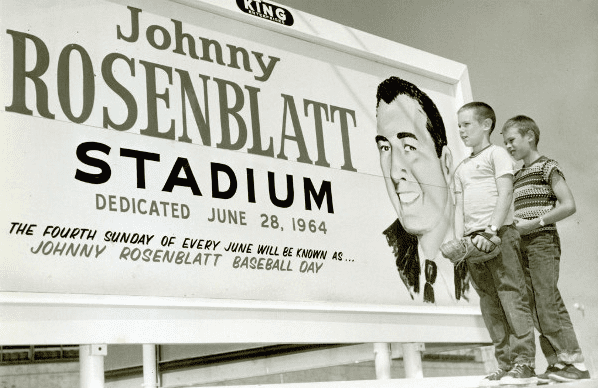 KING
Johnny
ROSENBLATT
STADIUM
DEDICATED JUNE 28, 1964
THE FOURTH SUNDAY OF EVERY JUNE WILL BE KNOWN AS...
JOHNNY ROSENBLATT BASEBALL DAY